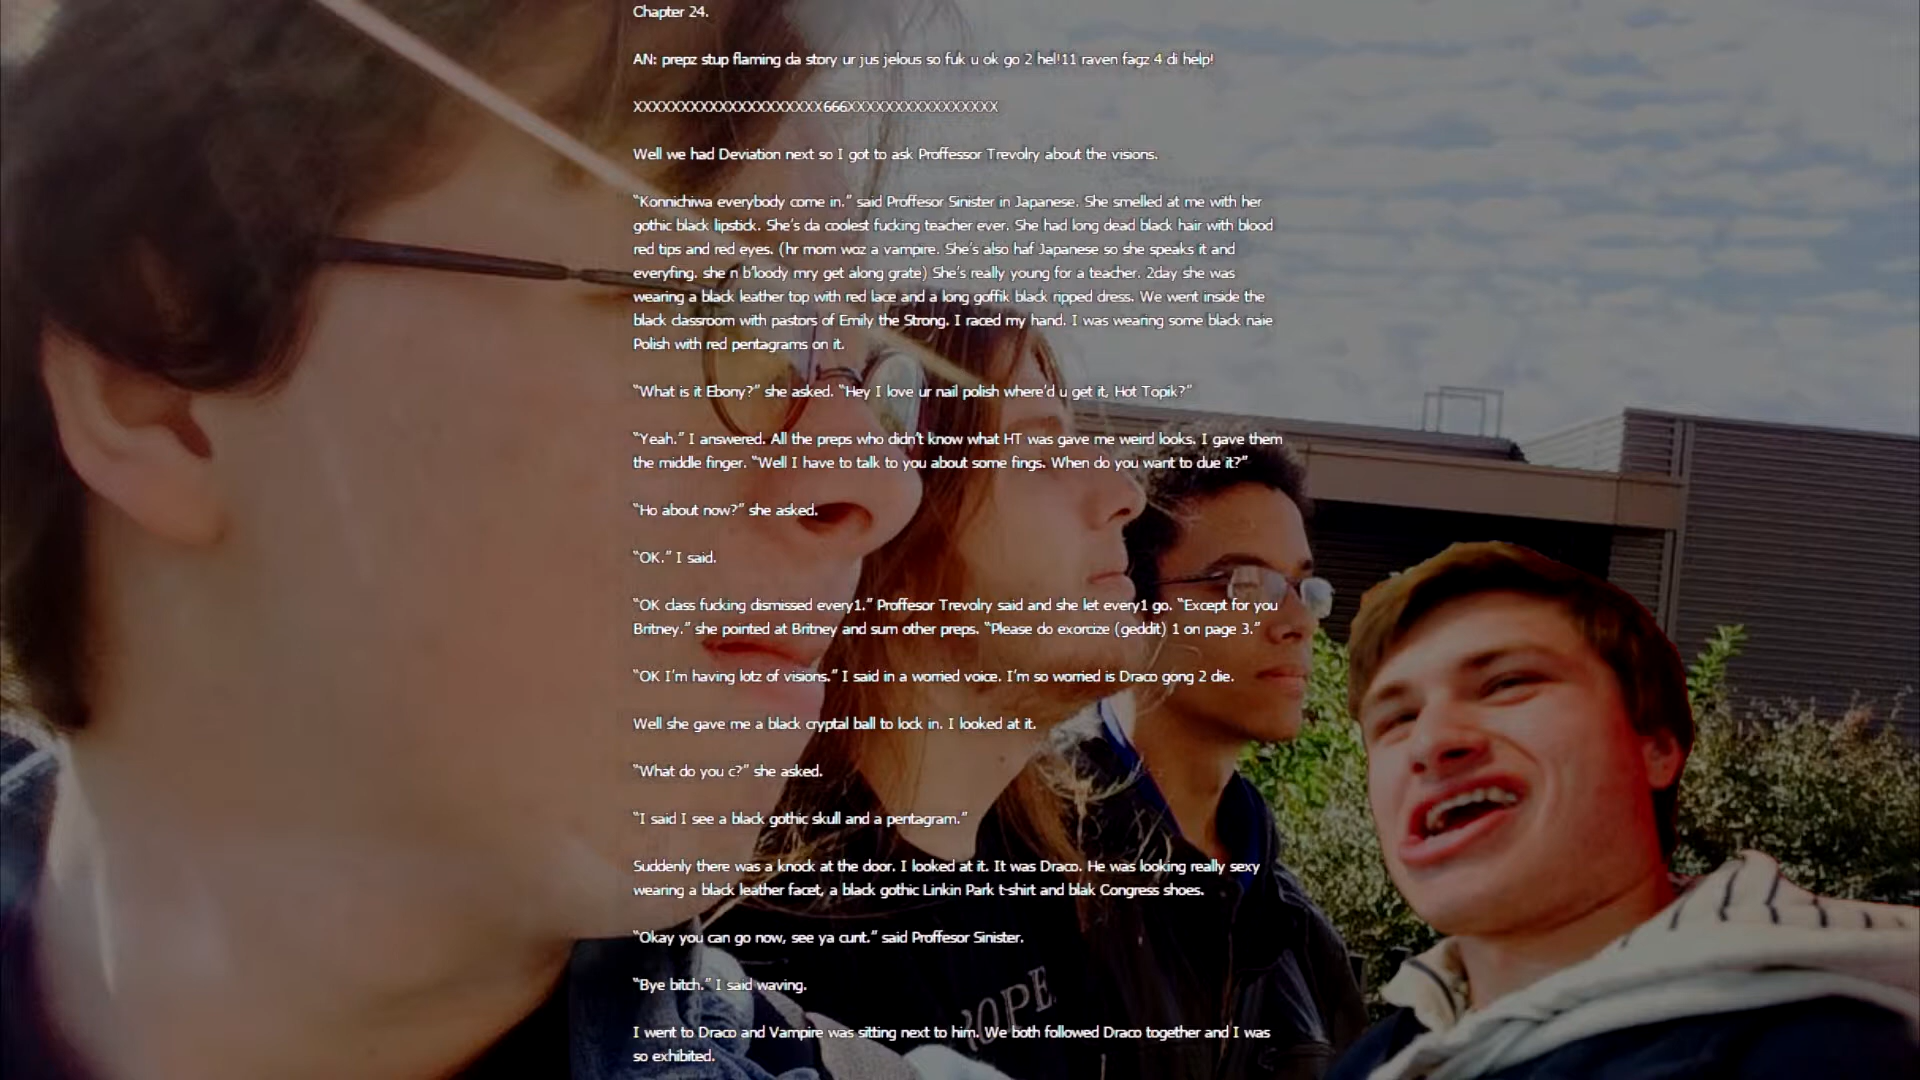 Chapter 24.
AN: prepz stup flaming da story ur jus jelous so fuk u ok go 2 hel!11 raven fagz 4 di help!
XXXXXXXXXXXXXXXXXXXX666XXXXXXXXXXXXXXXX
Well we had Deviation next so I got to ask Proffessor Trevolry about the visions.
“Konnichiwa everybody come in.” said Proffesor Sinister in Japanese. She smelled at me with her
gothic black lipstick. She’s da coolest fucking teacher ever. She had long dead black hair with blood
red tips and red eyes. (hr mom woz a vampire. She’s also haf Japanese so she speaks it and
everyfing. she n b’loody mry get along grate) She’s really young for a teacher. 2day she was
wearing a black leather top with red lace and a long goffik black ripped dress. We went inside the
black classroom with pastors of Emily the Strong. I raced my hand. I was wearing some black naie
Polish with red pentagrams on it.
“What is it Ebony?” she asked. “Hey I love ur nail polish where’d u get it, Hot Topik?”
“Yeah.” I answered. All the preps who didn’t know what HT was gave me weird looks. I gave them
the middle finger. “Well I have to talk to you about some fings. When do you want to due it?”
“Ho about now?” she asked.
“OK.” I said.
“OK class fucking dismissed every1.” Proffesor Trevolry said and she let every1 go. “Except for you
Britney.” she pointed at Britney and sum other preps. “Please do exorcize (geddit) 1 on page 3.”
“OK I’m having lotz of visions.” I said in a worried voice. I’m so worried is Draco gong 2 die.
Well she gave me a black cryptal ball to lock in. I looked at it.
“What do you c?” she asked.
“I said I see a black gothic skull and a pentagram.”
Suddenly there was a knock at the door. I looked at it. It was Draco. He was looking really sexy
wearing a black leather facet, a black gothic Linkin Park t-shirt and blak Congress shoes.
“Okay you can go now, see ya cunt.” said Proffesor Sinister.
“Bye bitch.” I said waving.
I went to Draco and Vampire was sitting next to him. We both followed Draco together and I was
so exhibited.